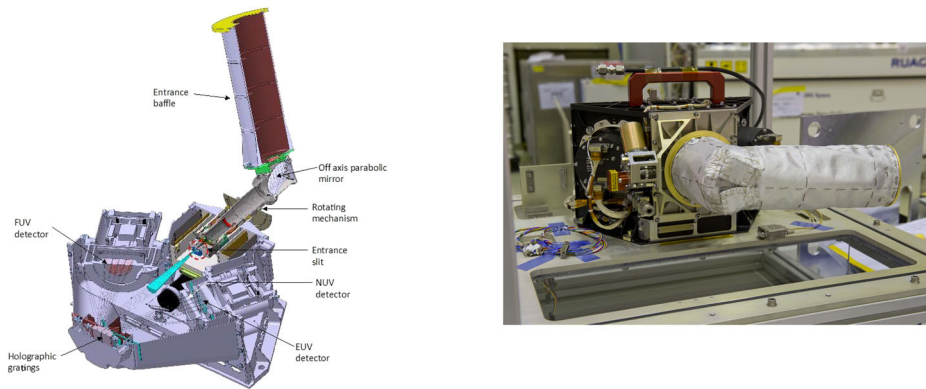 Entrance
baffle
Off axis parabolic
mirror
Rotating
mechanism
FUV
detector
Entrance
slit
NUV
detector
EUV
detector
Holographic
gratings
RUAG